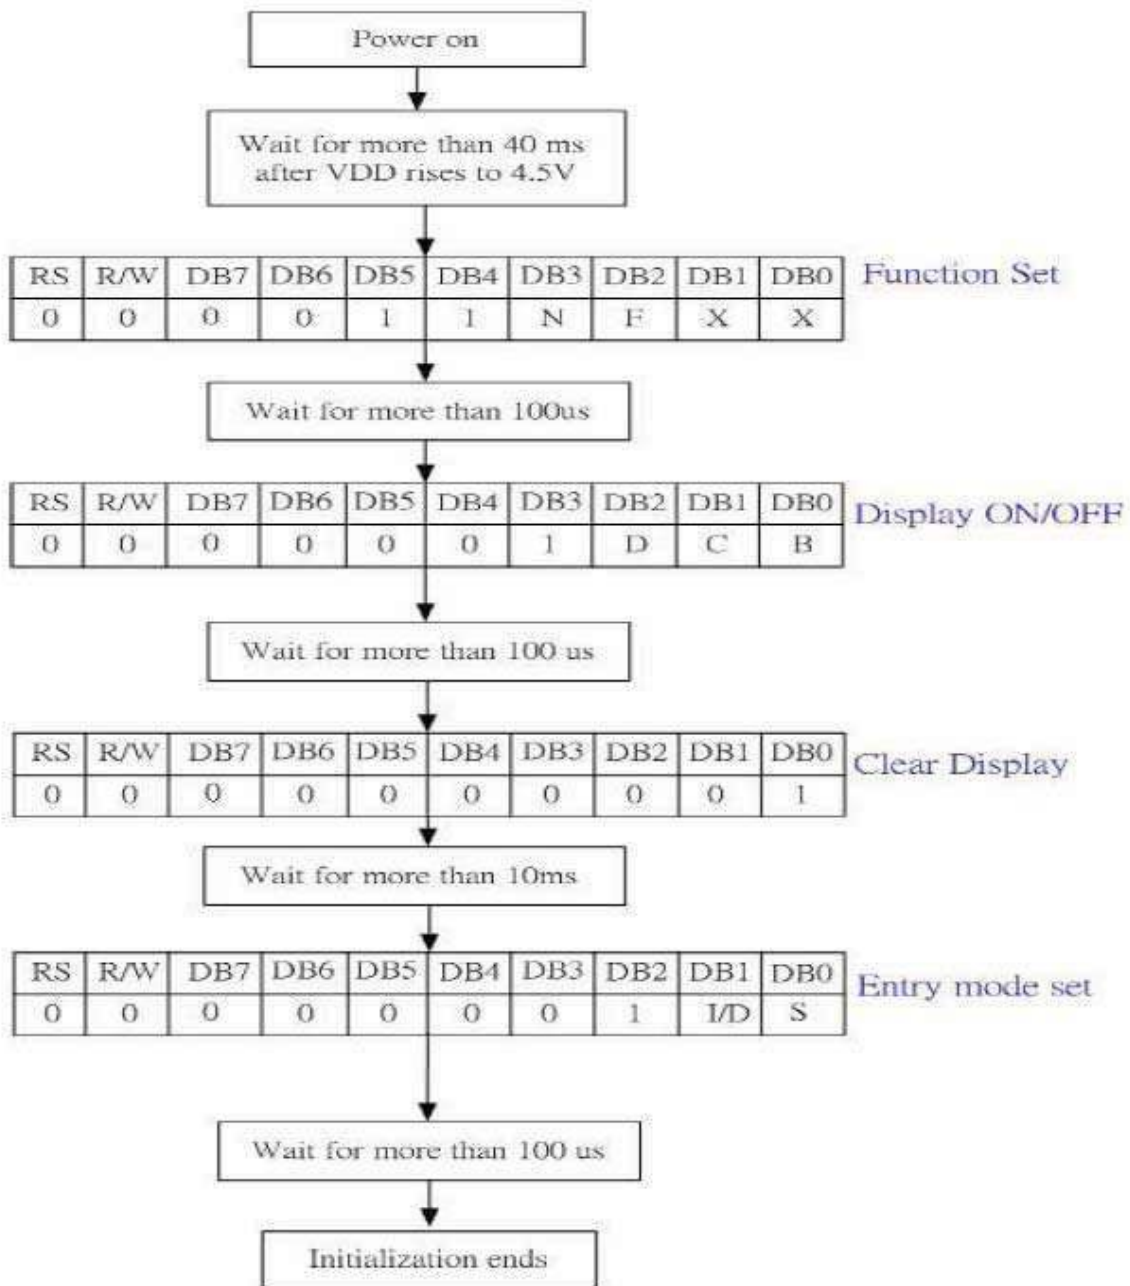 Power on
Wait for more than 40 ms
after VDD rises to 4.5V
RS R/W DB7 DB6 DB5 DB4 DB3 DB2 DB1 DB0 Function Set
0 0 0 0 1 1 N F X X
Wait for more than 100us
RS R/W DB7 DB6 DB5 DB4 DB3 DB2 DB1 DB0 Display ON/OFF
0 0 0 0 0 0 1 D C B
Wait for more than 100 us
RS R/W DB7 DB6 DB5 DB4 DB3 DB2 DB1 DB0 Clear Display
0 0 0 0 0 0 0 0 0 1
Wait for more than 10ms
RS R/W DB7 DB6 DB5 DB4 DB3 DB2 DB1 DB0 Entry mode set
0 0 0 0 0 0 0 1 I/D S
Wait for more than 100 us
Initialization ends